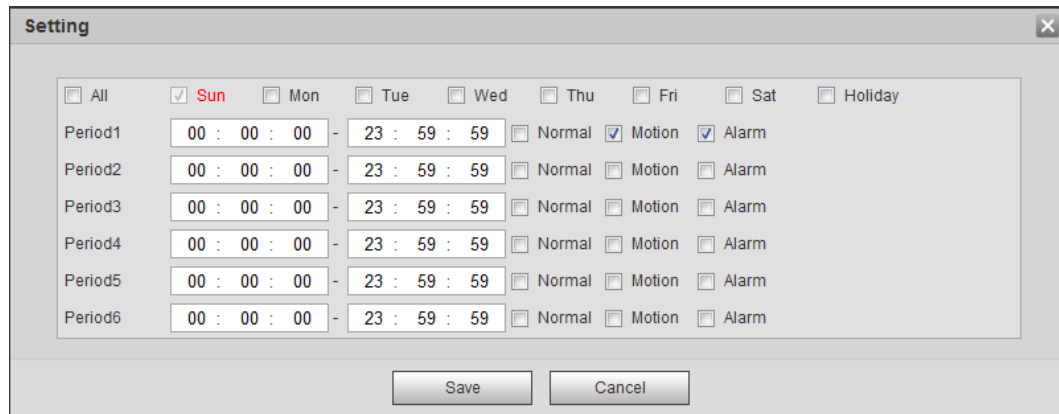 Setting
All Sun Mon Tue Wed Thu Fri Sat Holiday
Period1 00 : 00 : 00 - 23 : 59 : 59 Normal Motion Alarm
Period2 00 : 00 : 00 - 23 : 59 : 59 Normal Motion Alarm
Period3 00 : 00 : 00 - 23 : 59 : 59 Normal Motion Alarm
Period4 00 : 00 : 00 - 23 : 59 : 59 Normal Motion Alarm
Period5 00 : 00 : 00 - 23 : 59 : 59 Normal Motion Alarm
Period6 00 : 00 : 00 - 23 : 59 : 59 Normal Motion Alarm
Save Cancel